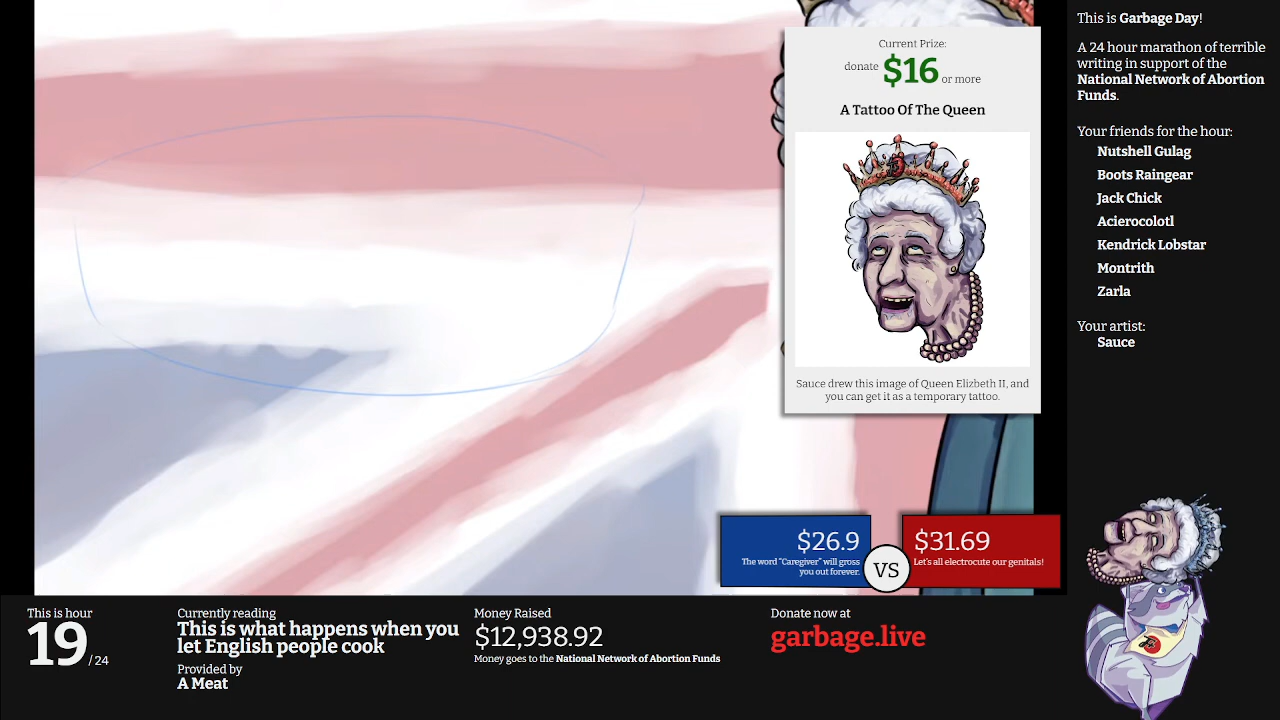 Current Prize:
donate $16 or more
A Tattoo Of The Queen
Sauce drew this image of Queen Elizbeth II, and
you can get it as a temporary tattoo.
This is Garbage Day!
A 24 hour marathon of terrible
writing in support of the
National Network of Abortion
Funds.
Your friends for the hour:
Nutshell Gulag
Boots Raingear
Jack Chick
Acierocolotl
Kendrick Lobstar
Montrith
Zarla
Your artist:
Sauce
$26.9
The word "Caregiver" will gross
you out forever.
VS
$31.69
Let's all electrocute our genitals!
This is hour
19/24
Currently reading
This is what happens when you
let English people cook
Provided by
A Meat
Money Raised
$12,938.92
Money goes to the National Network of Abortion Funds
Donate now at
garbage.live